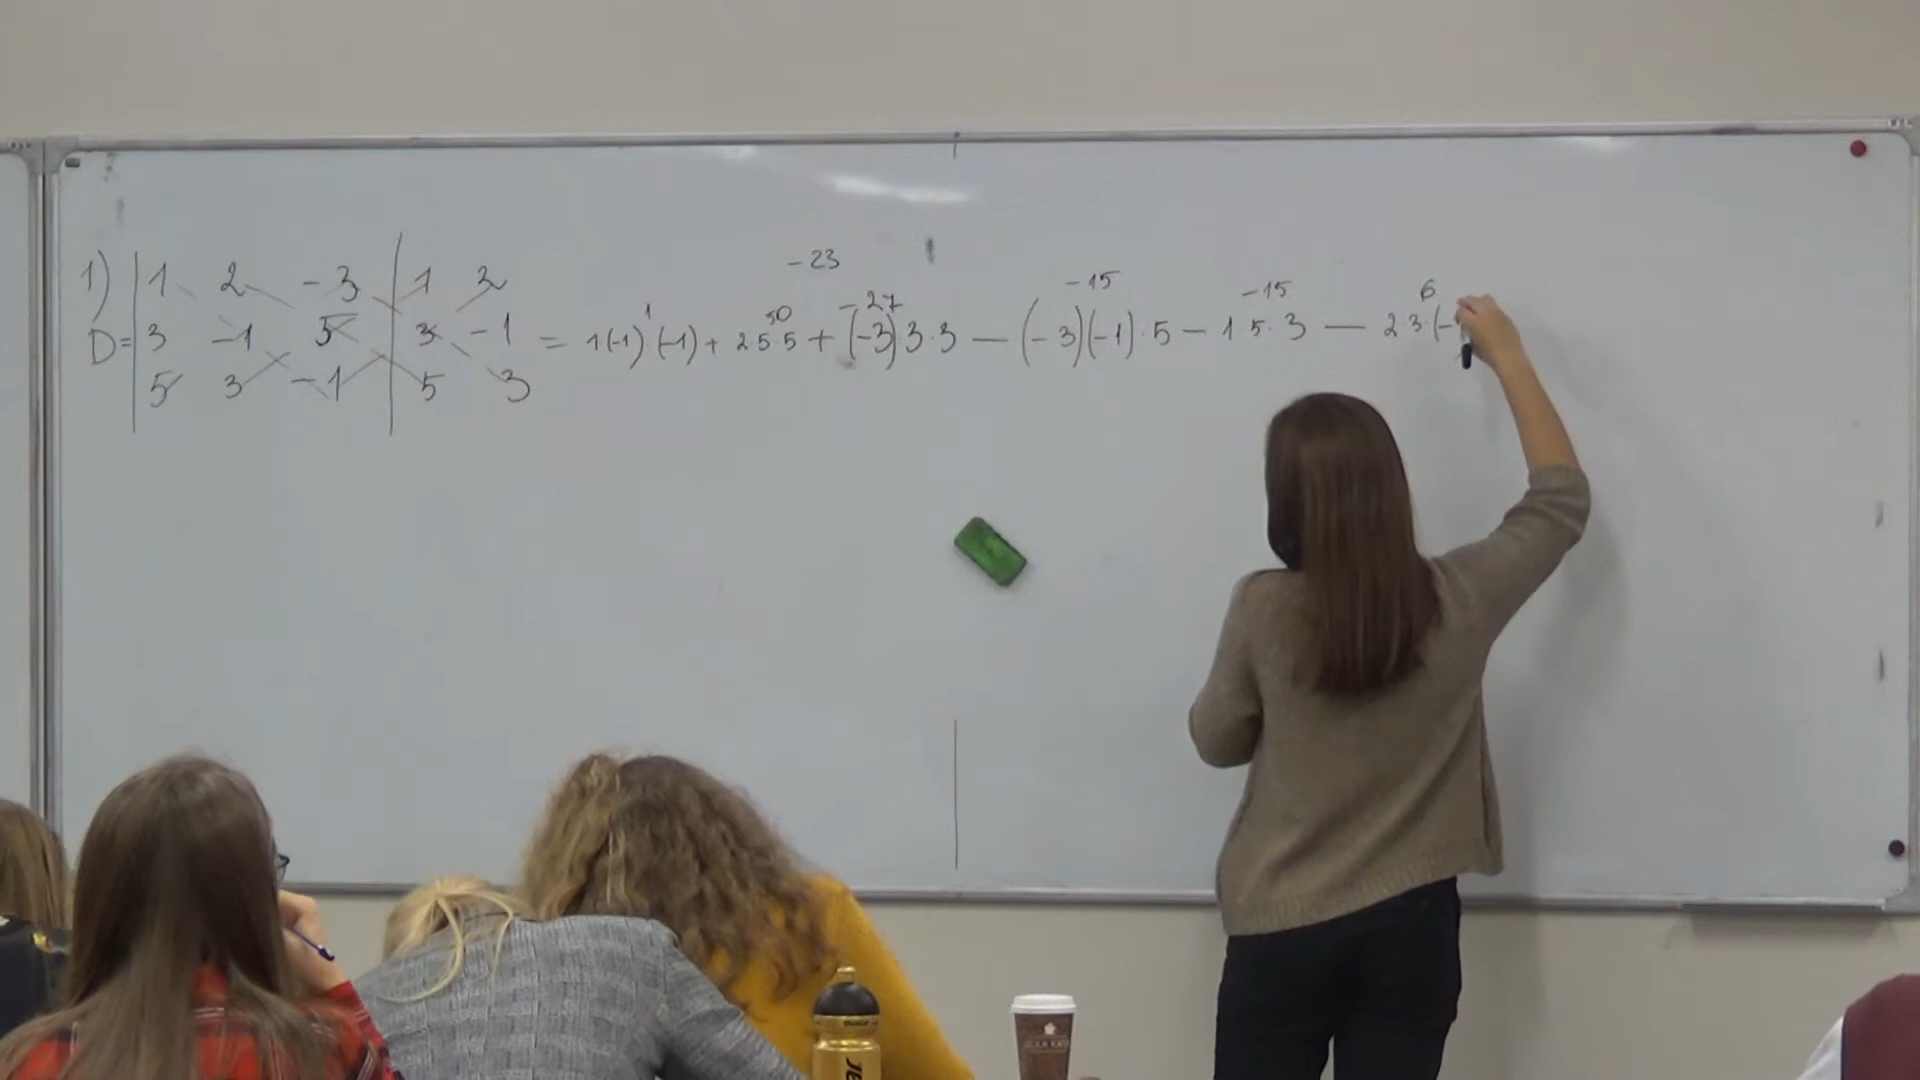 1)
-23
1 50 -27 -15 -15 6
1 2 -3 1 2
D= 3 -1 5 3 -1 = 1(-1)(-1)+ 2 5 5 + (-3)3·3 — (-3)(-1)·5 — 1 5·3 — 2 3·(-
5 3 -1 5 3